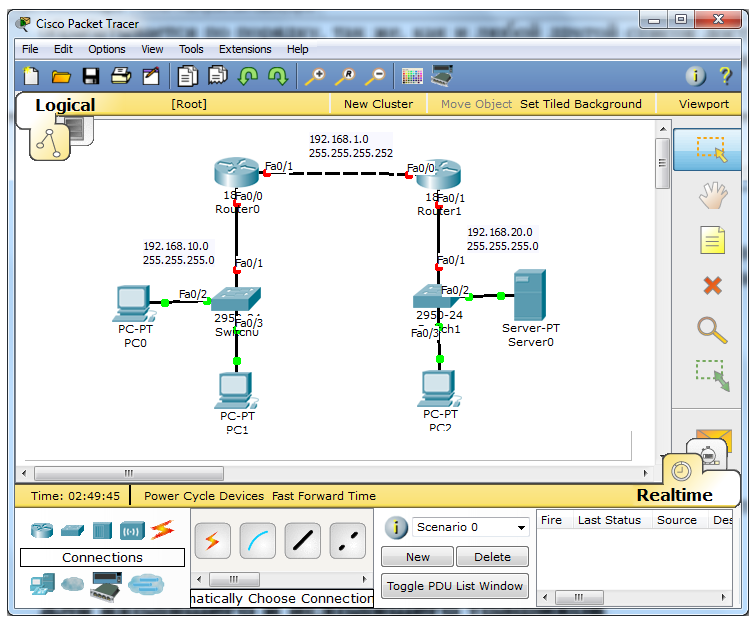 Cisco Packet Tracer
File Edit Options View Tools Extensions Help
Logical [Root] New Cluster Move Object Set Tiled Background Viewport
192.168.1.0
255.255.255.252
Fa0/1 Fa0/0
Fa0/0 Fa0/1
Router0 Router1
192.168.10.0
255.255.255.0
192.168.20.0
255.255.255.0
Fa0/1 Fa0/1
Fa0/2 Fa0/2
2950-24
Fa0/3 Fa0/3
PC-PT
PC0
Server-PT
Server0
PC-PT
PC1
PC-PT
PC2
Time: 02:49:45 Power Cycle Devices Fast Forward Time Realtime
Connections
matically Choose Connection
Scenario 0
New Delete
Toggle PDU List Window
Fire Last Status Source Des